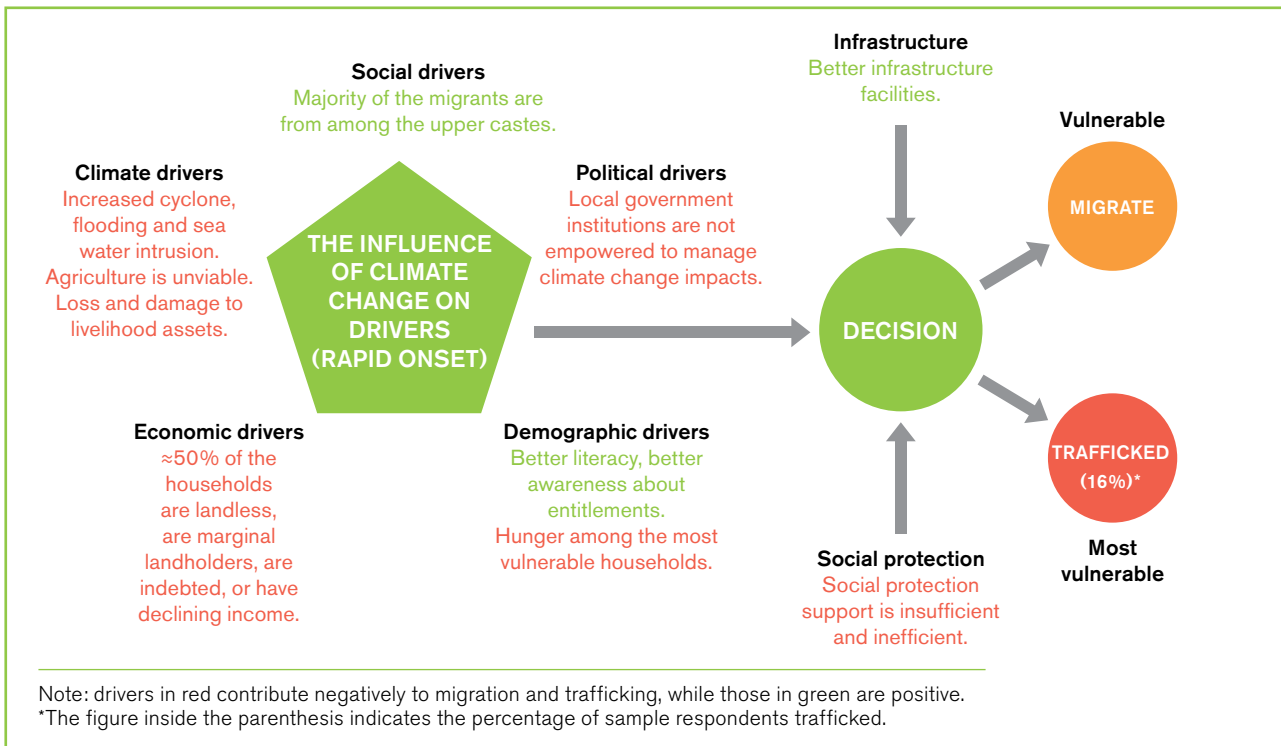 Social drivers
Majority of the migrants are
from among the upper castes.
Climate drivers
Increased cyclone,
flooding and sea
water intrusion.
Agriculture is unviable.
Loss and damage to
livelihood assets.
THE INFLUENCE
OF CLIMATE
CHANGE ON
DRIVERS
(RAPID ONSET)
Political drivers
Local government
institutions are not
empowered to manage
climate change impacts.
Economic drivers
≈50% of the
households
are landless,
are marginal
landholders, are
indebted, or have
declining income.
Demographic drivers
Better literacy, better
awareness about
entitlements.
Hunger among the most
vulnerable households.
Infrastructure
Better infrastructure
facilities.
DECISION
Social protection
Social protection
support is insufficient
and inefficient.
Vulnerable
MIGRATE
TRAFFICKED
(16%)*
Most
vulnerable
Note: drivers in red contribute negatively to migration and trafficking, while those in green are positive.
*The figure inside the parenthesis indicates the percentage of sample respondents trafficked.